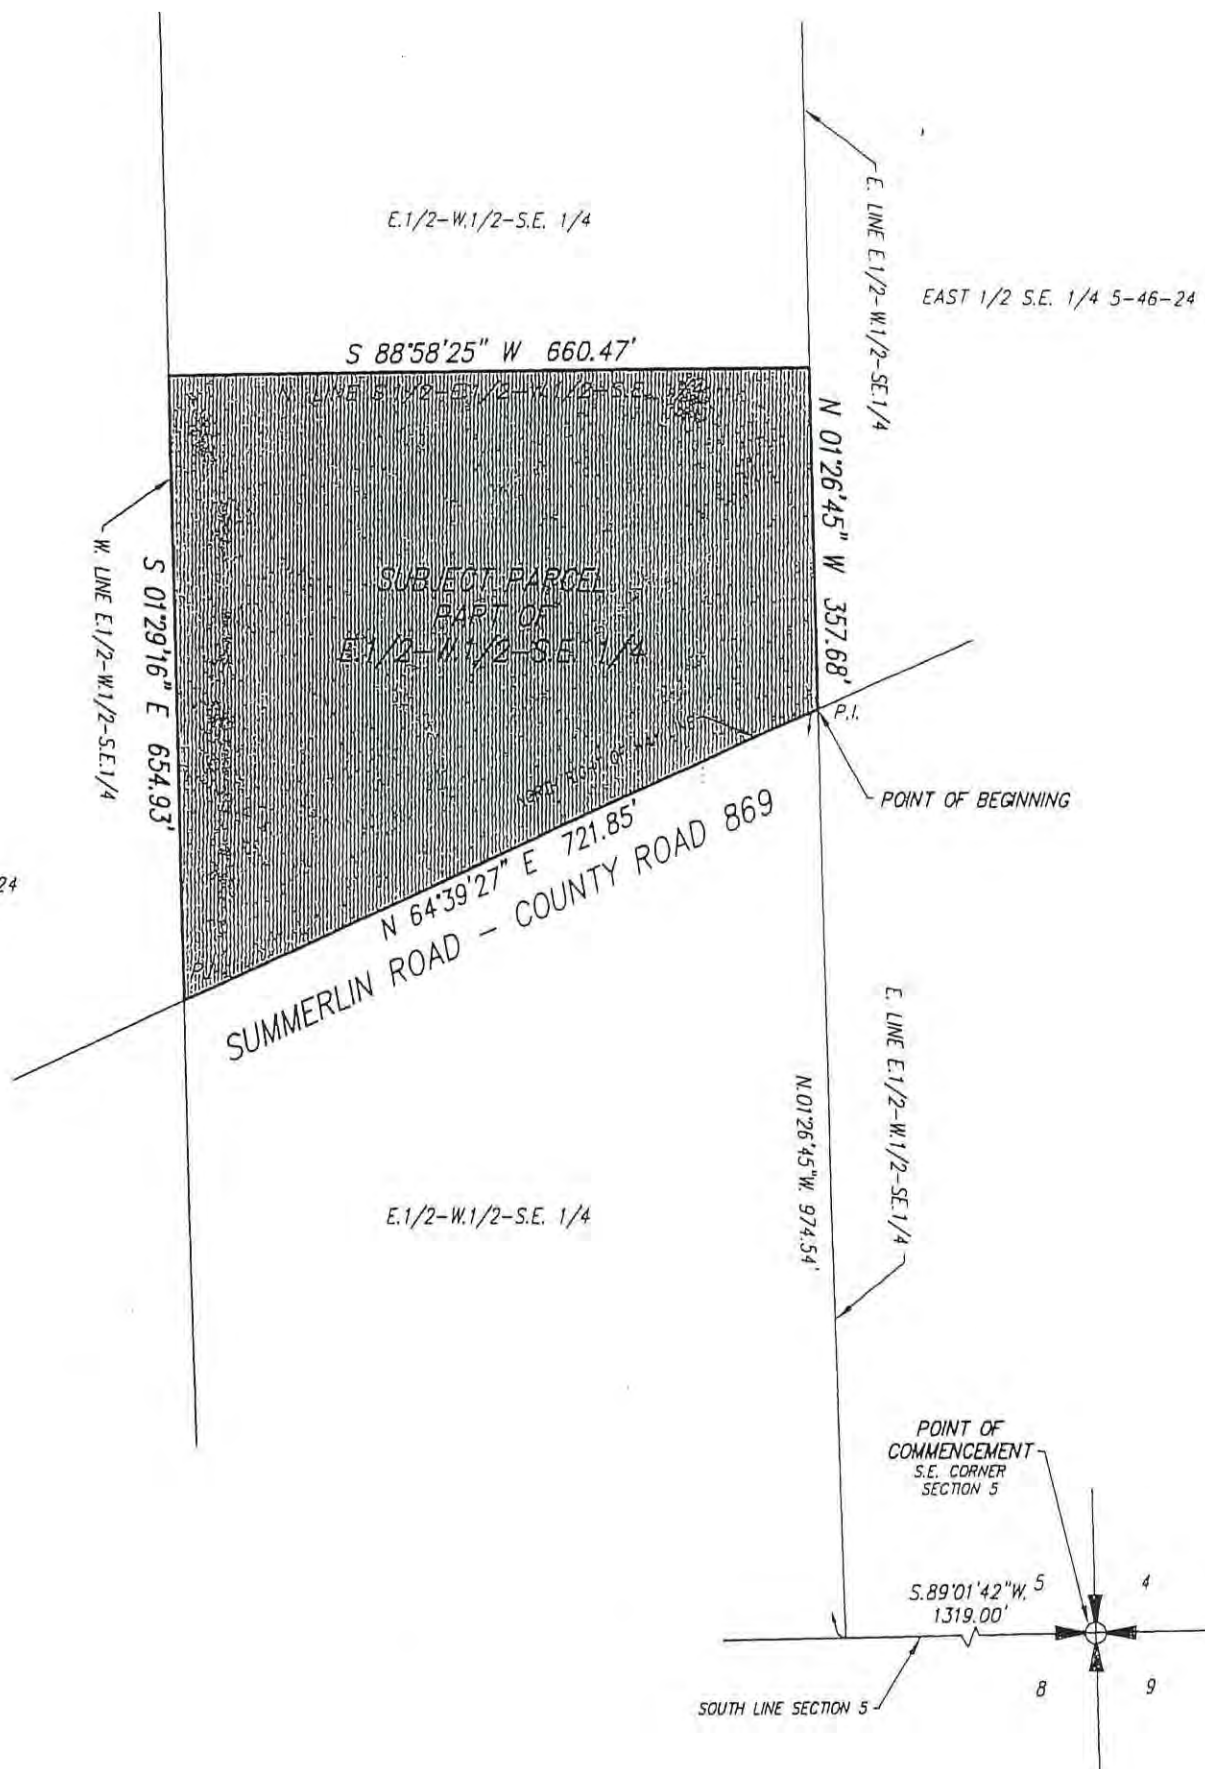 E.1/2-W.1/2-S.E. 1/4
E. LINE E.1/2-W.1/2-SE.1/4
EAST 1/2 S.E. 1/4 5-46-24
S 88°58'25" W 660.47'
N 01°26'45" W 357.68'
W. LINE E.1/2-W.1/2-S.E.1/4
S 01°29'16" E 654.93'
SUBJECT PARCEL
PART OF
E.1/2-W.1/2-S.E. 1/4
P.I.
POINT OF BEGINNING
24
N 64°39'27" E 721.85'
SUMMERLIN ROAD - COUNTY ROAD 869
E. LINE E.1/2-W.1/2-SE.1/4
N.01°26'45"W. 974.54'
E.1/2-W.1/2-S.E. 1/4
POINT OF
COMMENCEMENT
S.E. CORNER
SECTION 5
S.89°01'42"W.
1319.00'
5
4
8
9
SOUTH LINE SECTION 5